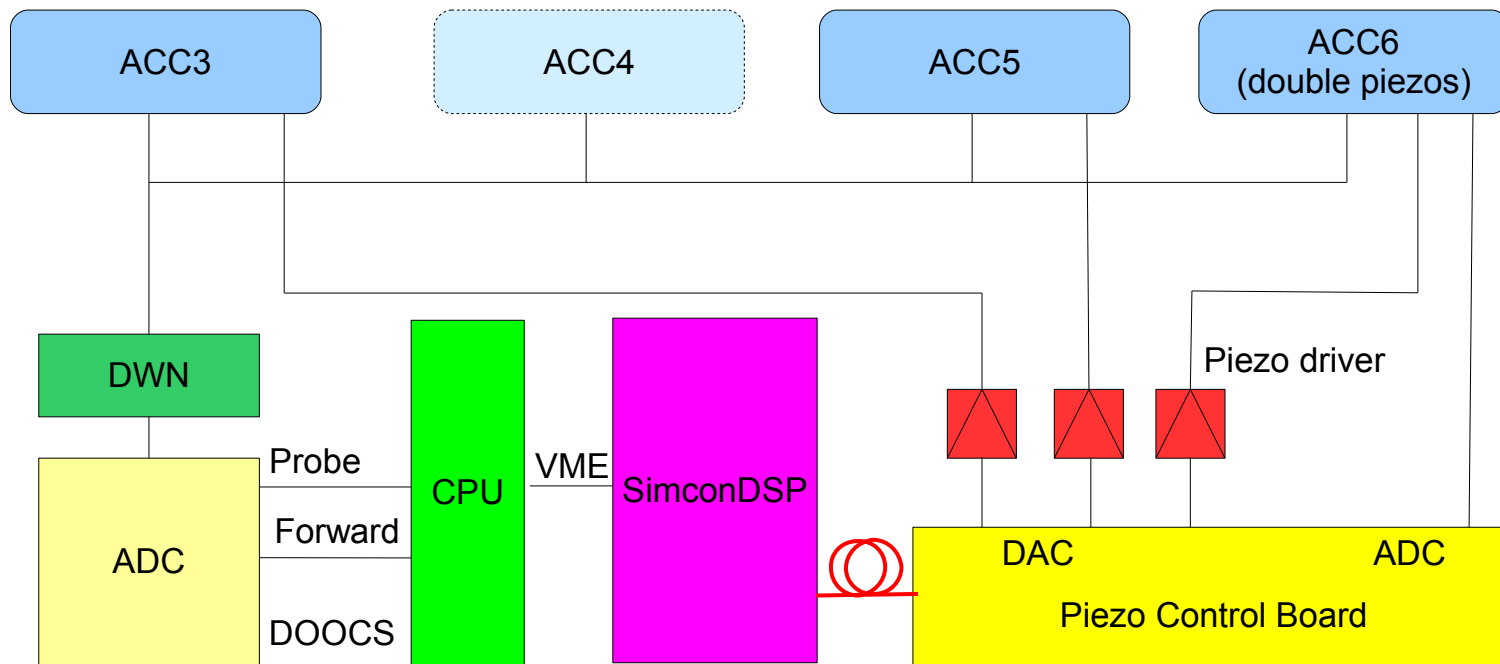 ACC3
ACC4
ACC5
ACC6
(double piezos)
DWN
Piezo driver
Probe
Forward
DOOCS
ADC
CPU
VME
SimconDSP
DAC
ADC
Piezo Control Board